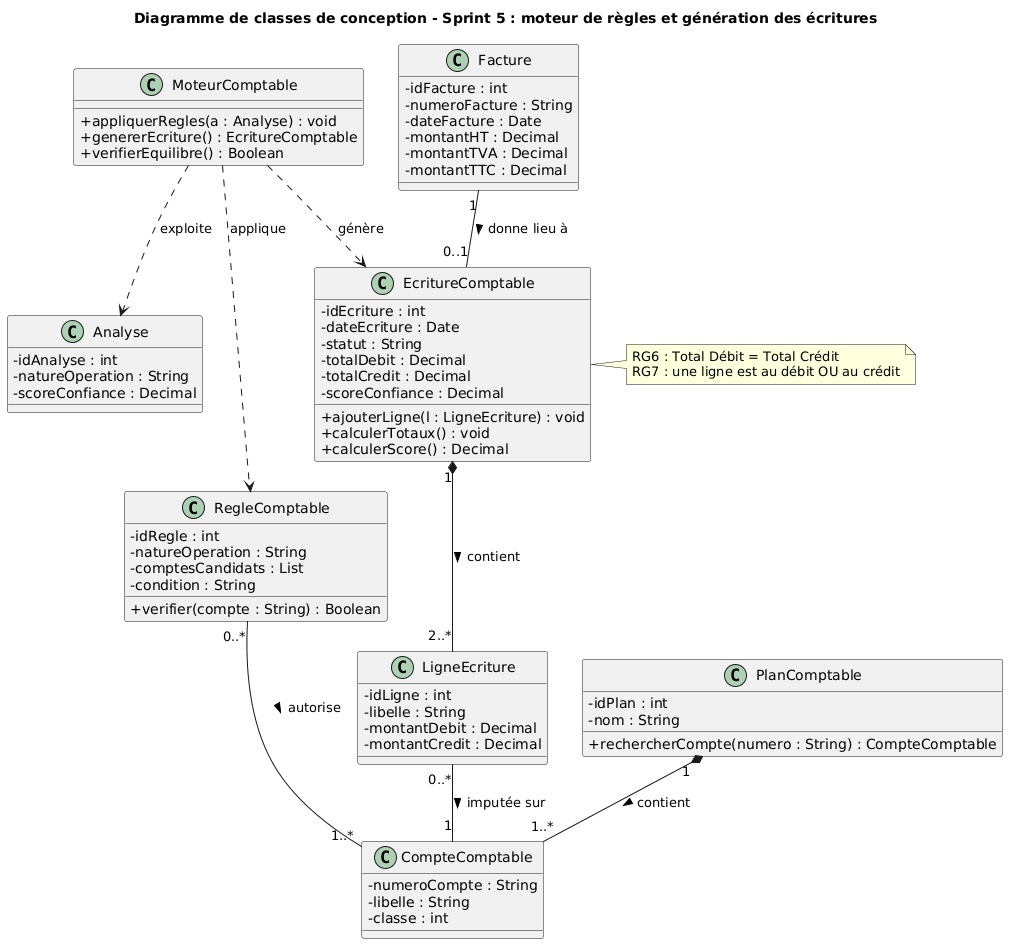 Diagramme de classes de conception - Sprint 5 : moteur de règles et génération des écritures
C MoteurComptable
+appliquerRegles(a : Analyse) : void
+genererEcriture() : EcritureComptable
+verifierEquilibre() : Boolean
C Facture
-idFacture : int
-numeroFacture : String
-dateFacture : Date
-montantHT : Decimal
-montantTVA : Decimal
-montantTTC : Decimal
exploite
applique
génère
1
donne lieu à
0..1
C Analyse
-idAnalyse : int
-natureOperation : String
-scoreConfiance : Decimal
C EcritureComptable
-idEcriture : int
-dateEcriture : Date
-statut : String
-totalDebit : Decimal
-totalCredit : Decimal
-scoreConfiance : Decimal
+ajouterLigne(l : LigneEcriture) : void
+calculerTotaux() : void
+calculerScore() : Decimal
RG6 : Total Débit = Total Crédit
RG7 : une ligne est au débit OU au crédit
C RegleComptable
-idRegle : int
-natureOperation : String
-comptesCandidats : List
-condition : String
+verifier(compte : String) : Boolean
1
contient
2..*
C LigneEcriture
-idLigne : int
-libelle : String
-montantDebit : Decimal
-montantCredit : Decimal
C PlanComptable
-idPlan : int
-nom : String
+rechercherCompte(numero : String) : CompteComptable
0..*
autorise
1..*
0..*
imputée sur
1
1
contient
1..*
C CompteComptable
-numeroCompte : String
-libelle : String
-classe : int